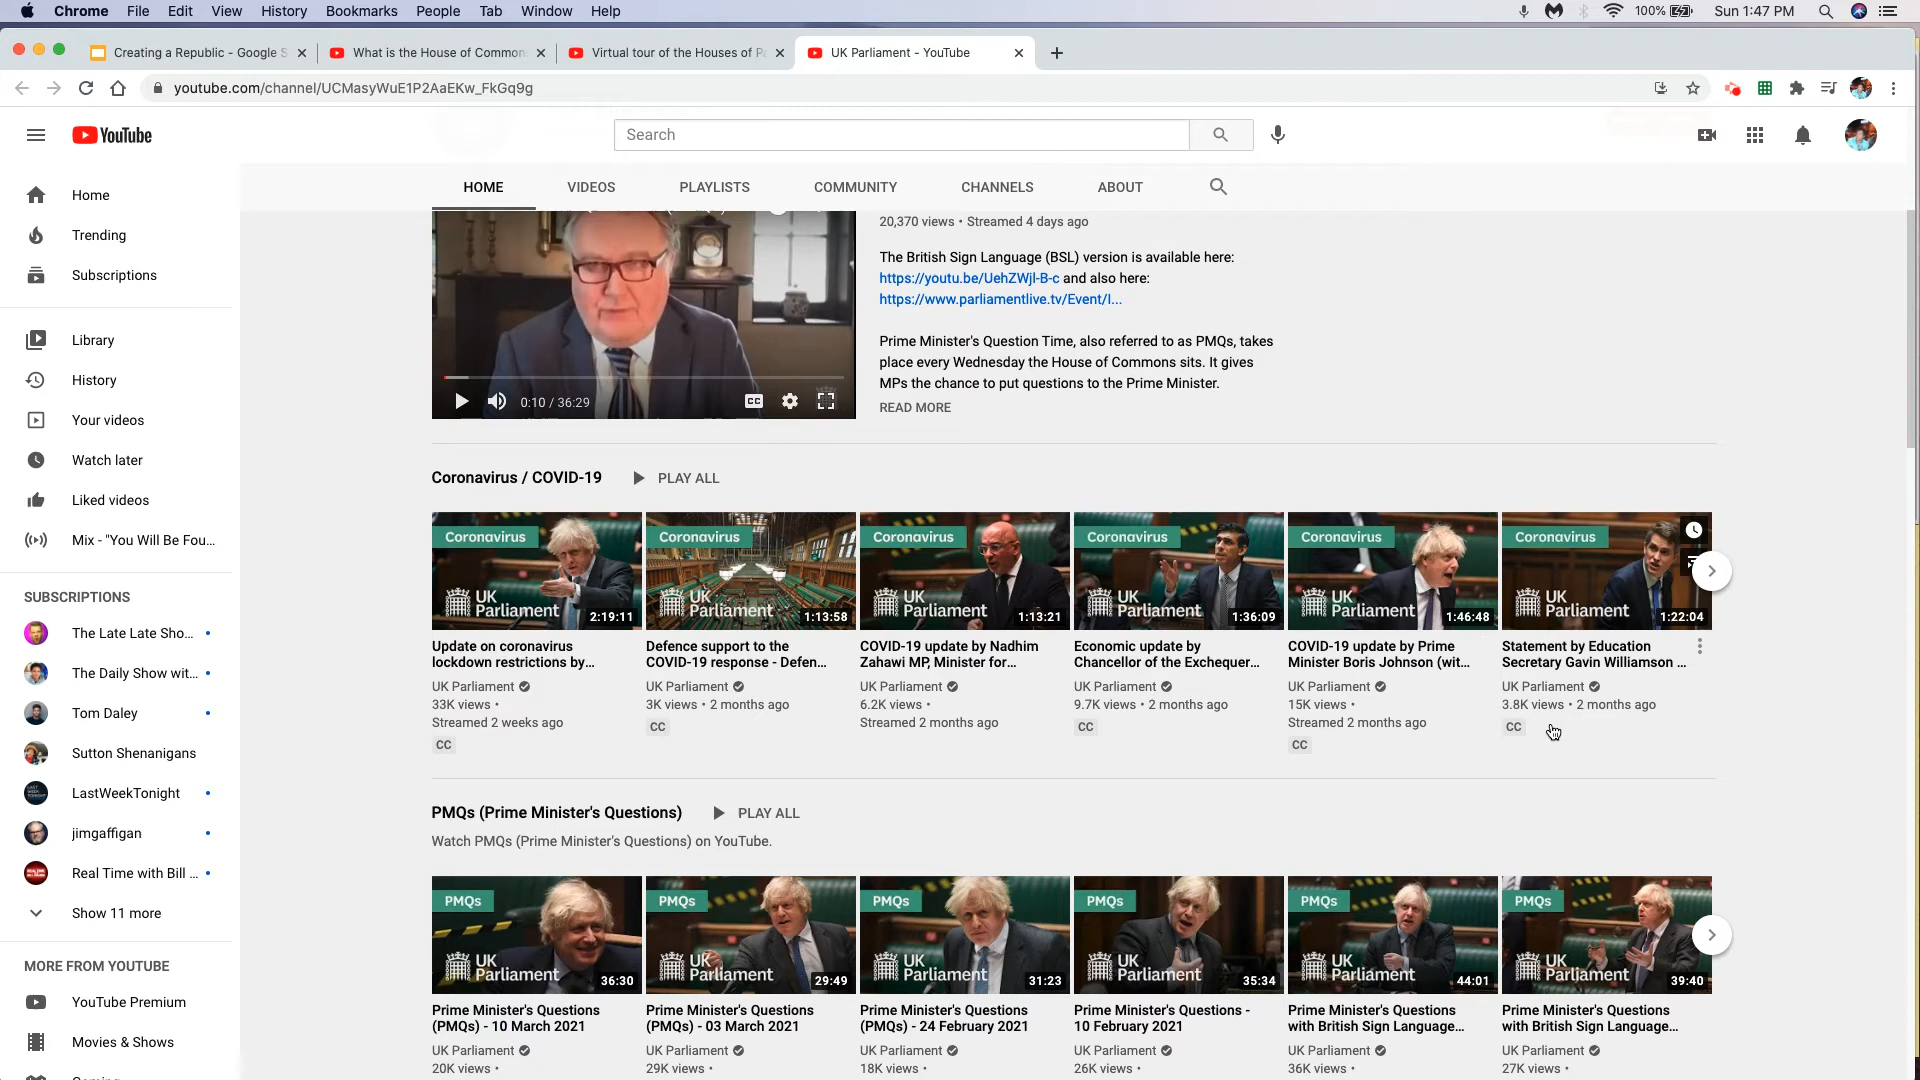 Chrome File Edit View History Bookmarks People Tab Window Help 100% Sun 1:47 PM
Creating a Republic - Google S What is the House of Common Virtual tour of the Houses of Pa UK Parliament - YouTube
youtube.com/channel/UCMasyWuE1P2AaEKw_FkGq9g
YouTube
Search
HOME VIDEOS PLAYLISTS COMMUNITY CHANNELS ABOUT
Home
Trending
Subscriptions
Library
History
Your videos
Watch later
Liked videos
Mix - "You Will Be Fou...
SUBSCRIPTIONS
The Late Late Sho...
The Daily Show wit...
Tom Daley
Sutton Shenanigans
LastWeekTonight
jimgaffigan
Real Time with Bill ...
Show 11 more
MORE FROM YOUTUBE
YouTube Premium
Movies & Shows
0:10 / 36:29
CC
20,370 views • Streamed 4 days ago
The British Sign Language (BSL) version is available here:
https://youtu.be/UehZWjl-B-c and also here:
https://www.parliamentlive.tv/Event/I...
Prime Minister's Question Time, also referred to as PMQs, takes
place every Wednesday the House of Commons sits. It gives
MPs the chance to put questions to the Prime Minister.
READ MORE
Coronavirus / COVID-19 PLAY ALL
Coronavirus
UK
Parliament
2:19:11
Update on coronavirus
lockdown restrictions by...
UK Parliament
33K views •
Streamed 2 weeks ago
CC
Coronavirus
UK
Parliament
1:13:58
Defence support to the
COVID-19 response - Defen...
UK Parliament
3K views • 2 months ago
CC
Coronavirus
UK
Parliament
1:13:21
COVID-19 update by Nadhim
Zahawi MP, Minister for...
UK Parliament
6.2K views •
Streamed 2 months ago
Coronavirus
UK
Parliament
1:36:09
Economic update by
Chancellor of the Exchequer...
UK Parliament
9.7K views • 2 months ago
CC
Coronavirus
UK
Parliament
1:46:48
COVID-19 update by Prime
Minister Boris Johnson (wit...
UK Parliament
15K views •
Streamed 2 months ago
CC
Coronavirus
UK
Parliament
1:22:04
Statement by Education
Secretary Gavin Williamson ...
UK Parliament
3.8K views • 2 months ago
CC
PMQs (Prime Minister's Questions) PLAY ALL
Watch PMQs (Prime Minister's Questions) on YouTube.
PMQs
UK
Parliament
36:30
Prime Minister's Questions
(PMQs) - 10 March 2021
UK Parliament
20K views •
PMQs
UK
Parliament
29:49
Prime Minister's Questions
(PMQs) - 03 March 2021
UK Parliament
29K views •
PMQs
UK
Parliament
31:23
Prime Minister's Questions
(PMQs) - 24 February 2021
UK Parliament
18K views •
PMQs
UK
Parliament
35:34
Prime Minister's Questions -
10 February 2021
UK Parliament
26K views •
PMQs
UK
Parliament
44:01
Prime Minister's Questions
with British Sign Language...
UK Parliament
36K views •
PMQs
UK
Parliament
39:40
Prime Minister's Questions
with British Sign Language...
UK Parliament
27K views •